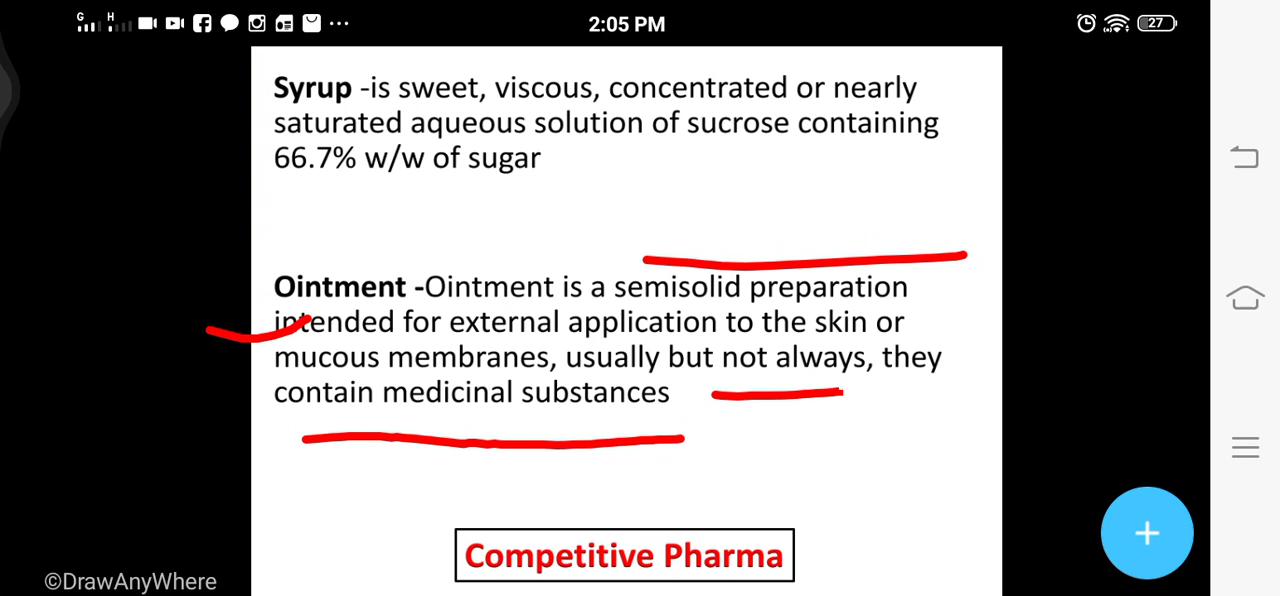 G H 2:05 PM 27
Syrup -is sweet, viscous, concentrated or nearly
saturated aqueous solution of sucrose containing
66.7% w/w of sugar
Ointment -Ointment is a semisolid preparation
intended for external application to the skin or
mucous membranes, usually but not always, they
contain medicinal substances
Competitive Pharma
©DrawAnyWhere